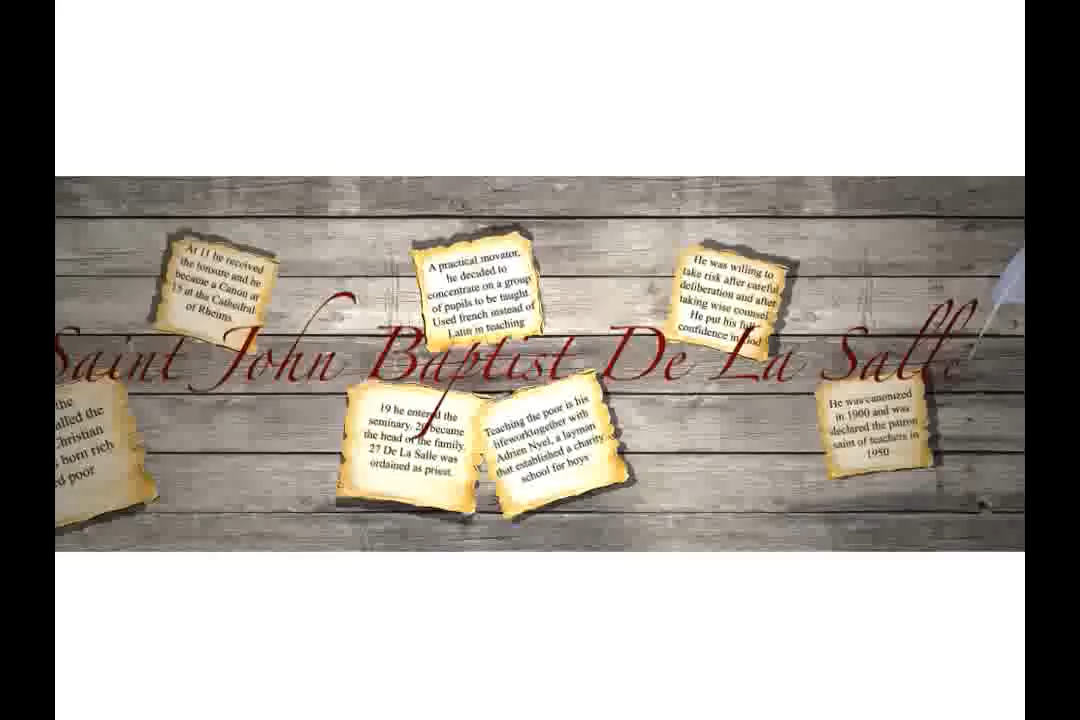 At 11 he received
the tonsure and he
became a Canon at
15 at the Cathedral
of Rheims.
A practical movator,
he decaded to
concentrate on a group
of pupils to be taught.
Used french instead of
Latin in teaching
He was willing to
take risk after careful
deliberation and after
taking wise counsel
He put his full
confidence in God
Saint John Baptist De La Salle
the
alled the
Christian
born rich
d poor
19 he entered the
seminary. 20 became
the head of the family.
27 De La Salle was
ordained as priest.
Teaching the poor is his
lifeworktogether with
Adrien Nyel, a layman
that established a charity
school for boys
He was canonized
in 1900 and was
declared the patron
saint of teachers in
1950